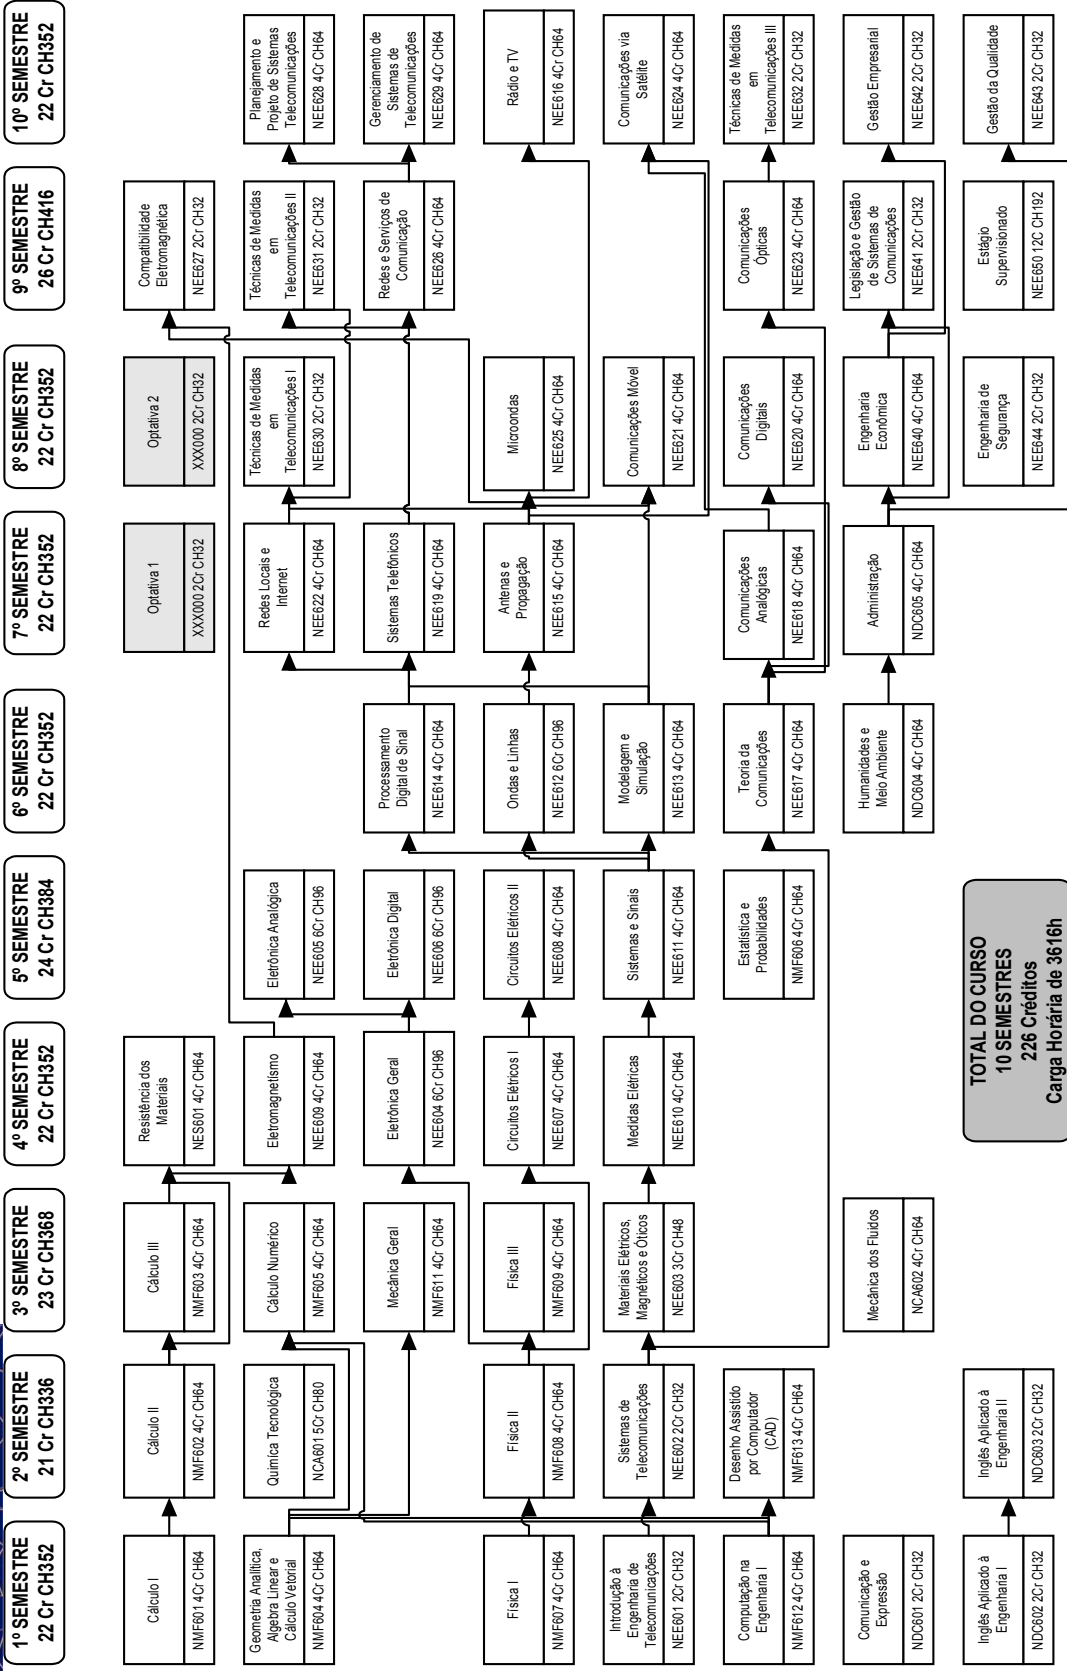 1º SEMESTRE
22 Cr CH352
Cálculo I
NMF601 4Cr CH64
Geometria Analítica,
Algebra Linear e
Cálculo Vetorial
NMF604 4Cr CH64
Física I
NMF607 4Cr CH64
Introdução à
Engenharia de
Telecomunicações
NEE601 2Cr CH32
Computação na
Engenharia I
NMF612 4Cr CH64
Comunicação e
Expressão
NDC601 2Cr CH32
Inglês Aplicado à
Engenharia I
NDC602 2Cr CH32
2º SEMESTRE
21 Cr CH336
Cálculo II
NMF602 4Cr CH64
Química Tecnológica
NCA601 5Cr CH80
Física II
NMF608 4Cr CH64
Sistemas de
Telecomunicações
NEE602 2Cr CH32
Desenho Assistido
por Computador
(CAD)
NMF613 4Cr CH64
Inglês Aplicado à
Engenharia II
NDC603 2Cr CH32
3º SEMESTRE
23 Cr CH368
Cálculo III
NMF603 4Cr CH64
Cálculo Numérico
NMF605 4Cr CH64
Mecânica Geral
NMF611 4Cr CH64
Física III
NMF609 4Cr CH64
Materiais Elétricos,
Magnéticos e Óticos
NEE603 3Cr CH48
Mecânica dos Fluidos
NCA602 4Cr CH64
4º SEMESTRE
22 Cr CH352
Resistência dos
Materiais
NES601 4Cr CH64
Eletromagnetismo
NEE609 4Cr CH64
Eletrônica Geral
NEE604 6Cr CH96
Circuitos Elétricos I
NEE607 4Cr CH64
Medidas Elétricas
NEE610 4Cr CH64
5º SEMESTRE
24 Cr CH384
Eletrônica Analógica
NEE605 6Cr CH96
Eletrônica Digital
NEE606 6Cr CH96
Circuitos Elétricos II
NEE608 4Cr CH64
Sistemas e Sinais
NEE611 4Cr CH64
Estatística e
Probabilidades
NMF606 4Cr CH64
6º SEMESTRE
22 Cr CH352
Processamento
Digital de Sinal
NEE614 4Cr CH64
Ondas e Linhas
NEE612 6Cr CH96
Modelagem e
Simulação
NEE613 4Cr CH64
Teoria da
Comunicações
NEE617 4Cr CH64
Humanidades e
Meio Ambiente
NDC604 4Cr CH64
7º SEMESTRE
22 Cr CH352
Optativa 1
XXX000 2Cr CH32
Redes Locais e
Internet
NEE622 4Cr CH64
Sistemas Telefônicos
NEE619 4Cr CH64
Antenas e
Propagação
NEE615 4Cr CH64
Comunicações
Analógicas
NEE618 4Cr CH64
Administração
NDC605 4Cr CH64
8º SEMESTRE
22 Cr CH352
Optativa 2
XXX000 2Cr CH32
Técnicas de Medidas
em
Telecomunicações I
NEE630 2Cr CH32
Microondas
NEE625 4Cr CH64
Comunicações Móvel
NEE621 4Cr CH64
Comunicações
Digitais
NEE620 4Cr CH64
Engenharia
Econômica
NEE640 4Cr CH64
Engenharia de
Segurança
NEE644 2Cr CH32
9º SEMESTRE
26 Cr CH416
Compatibilidade
Eletromagnética
NEE627 2Cr CH32
Técnicas de Medidas
em
Telecomunicações II
NEE631 2Cr CH32
Redes e Serviços de
Comunicação
NEE626 4Cr CH64
Comunicações
Ópticas
NEE623 4Cr CH64
Legislação e Gestão
de Sistemas de
Comunicações
NEE641 2Cr CH32
Estágio
Supervisionado
NEE650 12C CH192
10º SEMESTRE
22 Cr CH352
Planejamento e
Projeto de Sistemas
Telecomunicações
NEE628 4Cr CH64
Gerenciamento de
Sistemas de
Telecomunicações
NEE629 4Cr CH64
Rádio e TV
NEE616 4Cr CH64
Comunicações via
Satélite
NEE624 4Cr CH64
Técnicas de Medidas
em
Telecomunicações III
NEE632 2Cr CH32
Gestão Empresarial
NEE642 2Cr CH32
Gestão da Qualidade
NEE643 2Cr CH32
TOTAL DO CURSO
10 SEMESTRES
226 Créditos
Carga Horária de 3616h